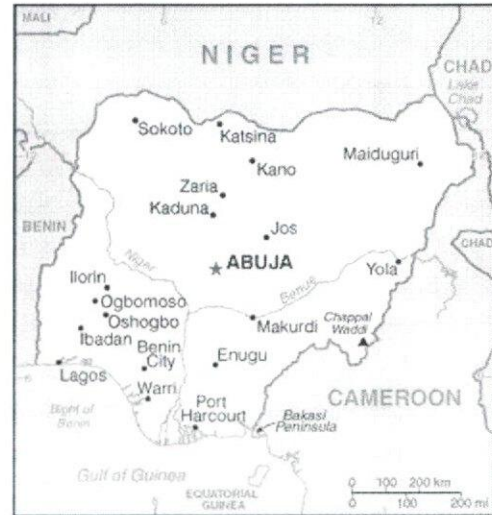 MALI
8
12
NIGER
CHAD
Lake
Chad
Sokoto
Katsina
Kano
Maiduguri
Zaria
Kaduna
BENIN
Jos
CHAD
Niger
ABUJA
Yola
Benue
Ilorin
Ogbomoso
Oshogbo
Makurdi
Chappal
Waddi
Ibadan
Benin
City
Enugu
Lagos
Warri
Port
Harcourt
CAMEROON
Bight of
Benin
Bakasi
Peninsula
Gulf of Guinea
EQUATORIAL
GUINEA
0 100 200 km
0 100 200 mi